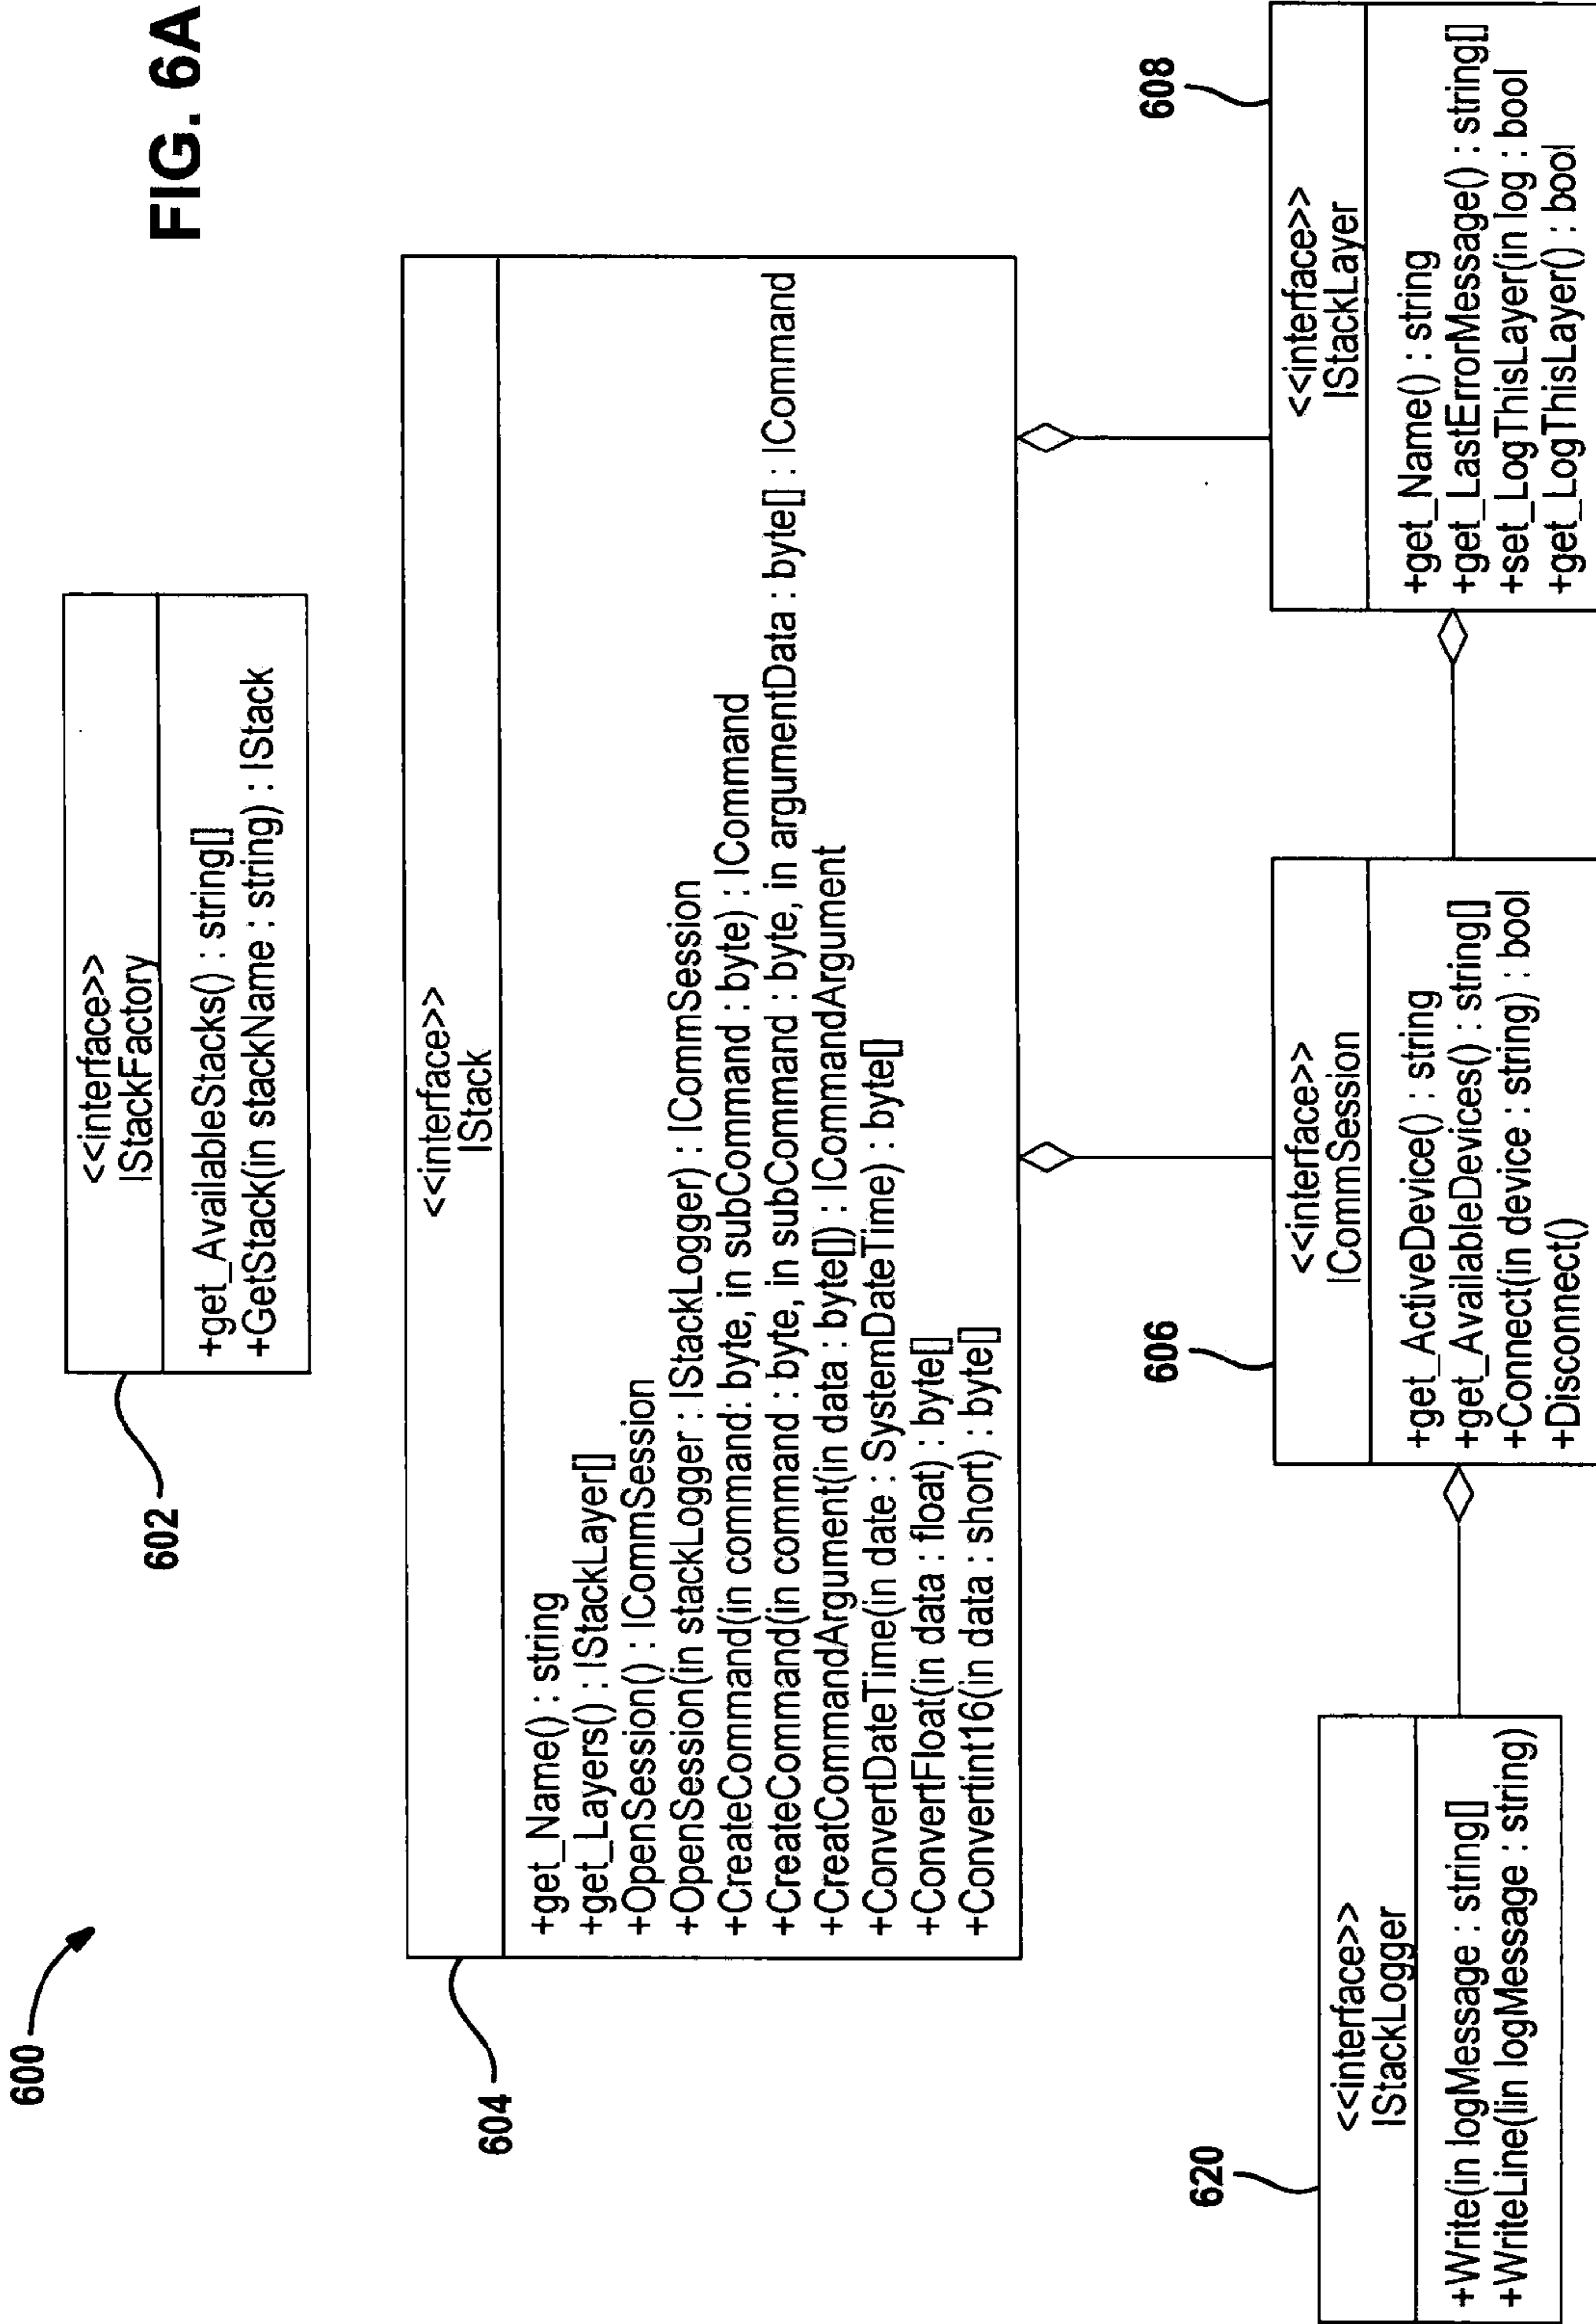 600
FIG. 6A
602
<<interface>>
IStackFactory
+get_AvailableStacks() : string[]
+GetStack(in stackName : string) : IStack
604
<<interface>>
IStack
+get_Name() : string
+get_Layers() : IStackLayer[]
+OpenSession() : ICommSession
+OpenSession(in stackLogger : IStackLogger) : ICommSession
+CreateCommand(in command: byte, in subCommand : byte) : ICommand
+CreateCommand(in command : byte, in subCommand : byte, in argumentData : byte[] : ICommand
+CreatCommandArgument(in data : byte[]) : ICommandArgument
+ConvertDateTime(in date : SystemDateTime) : byte[]
+ConvertFloat(in data : float) : byte[]
+Convertint16(in data : short) : byte[]
620
<<interface>>
IStackLogger
+Write(in logMessage : string[]
+WriteLine(lin logMessage : string)
606
<<interface>>
ICommSession
+get_ActiveDevice() : string
+get_AvailableDevices() : string[]
+Connect(in device : string) : bool
+Disconnect()
608
<<interface>>
IStackLayer
+get_Name() : string
+get_LastErrorMessage() : string[]
+set_LogThisLayer(in log : bool
+get_LogThisLayer() : bool